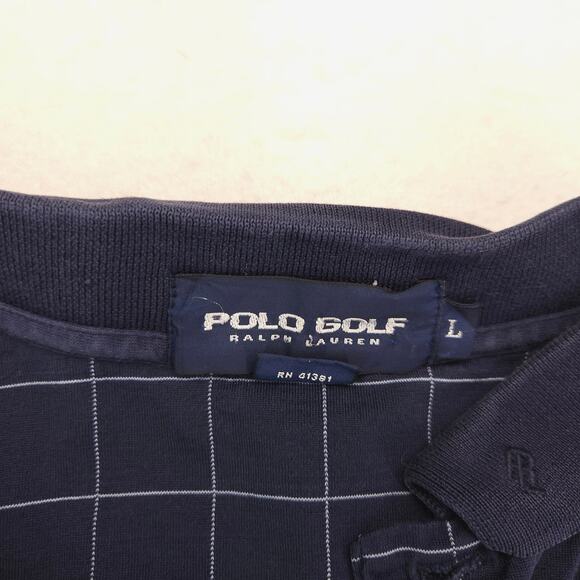 POLO GOLF
RALPH LAUREN
L
RN 41381